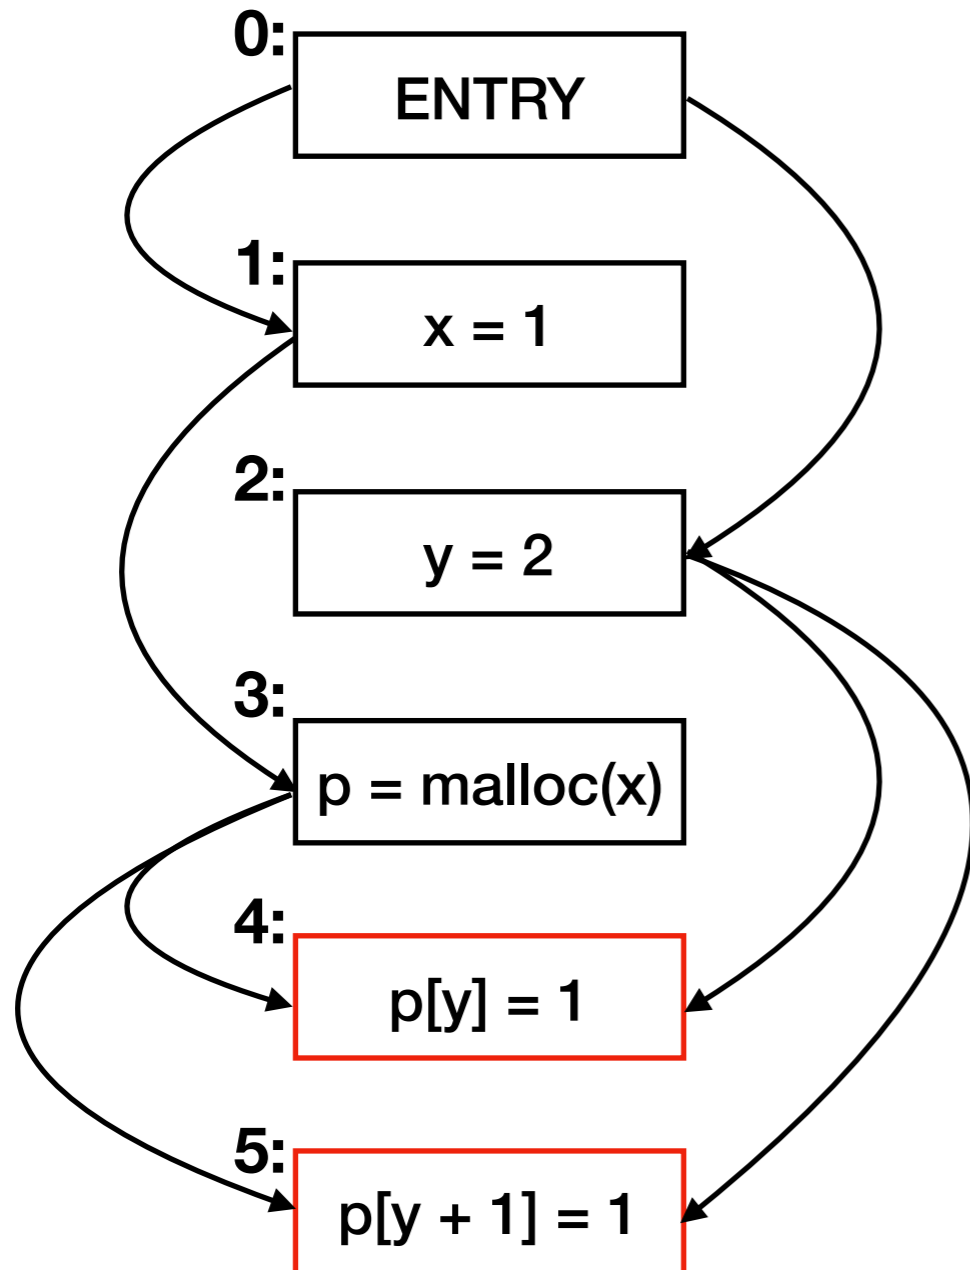 0:
ENTRY
1:
x = 1
2:
y = 2
3:
p = malloc(x)
4:
p[y] = 1
5:
p[y + 1] = 1